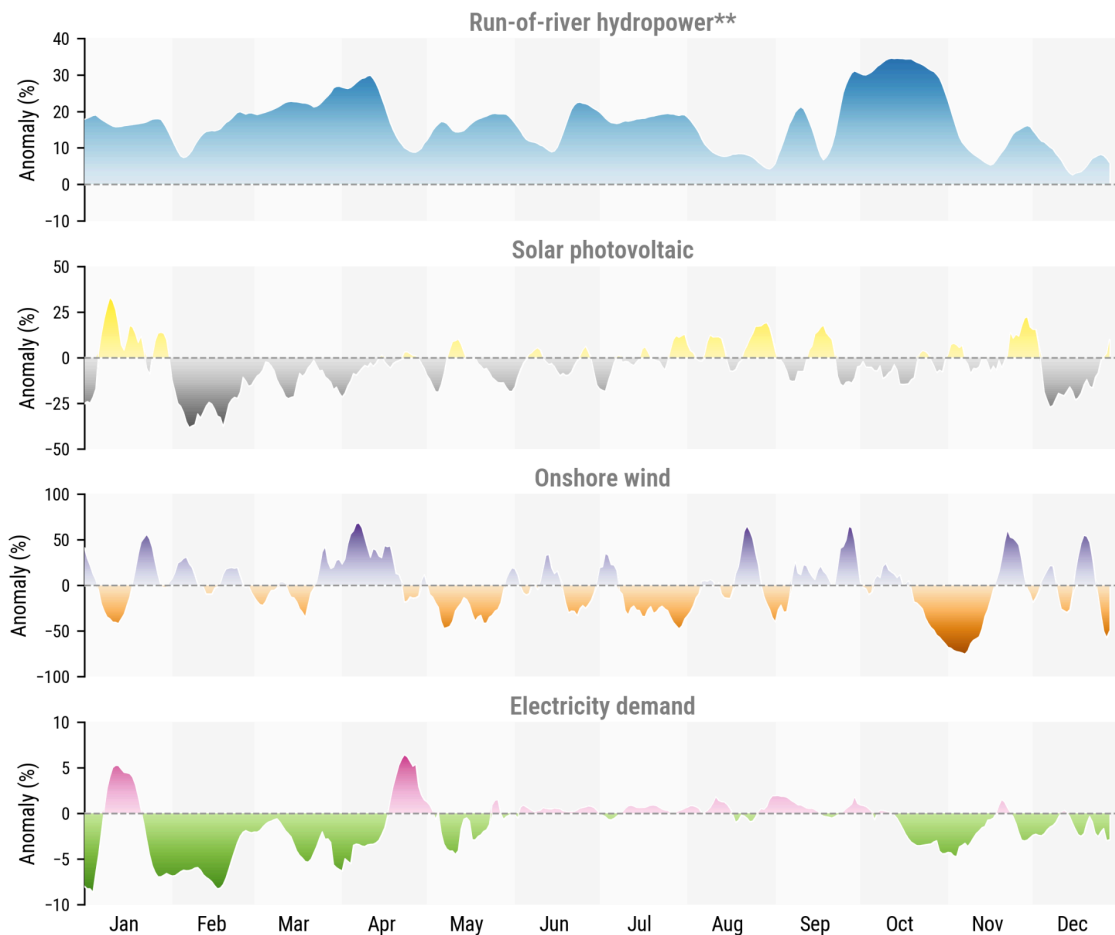 Run-of-river hydropower**
Anomaly (%)
40
30
20
10
0
−10
Solar photovoltaic
Anomaly (%)
50
25
0
−25
−50
Onshore wind
Anomaly (%)
100
50
0
−50
−100
Electricity demand
Anomaly (%)
10
5
0
−5
−10
Jan Feb Mar Apr May Jun Jul Aug Sep Oct Nov Dec